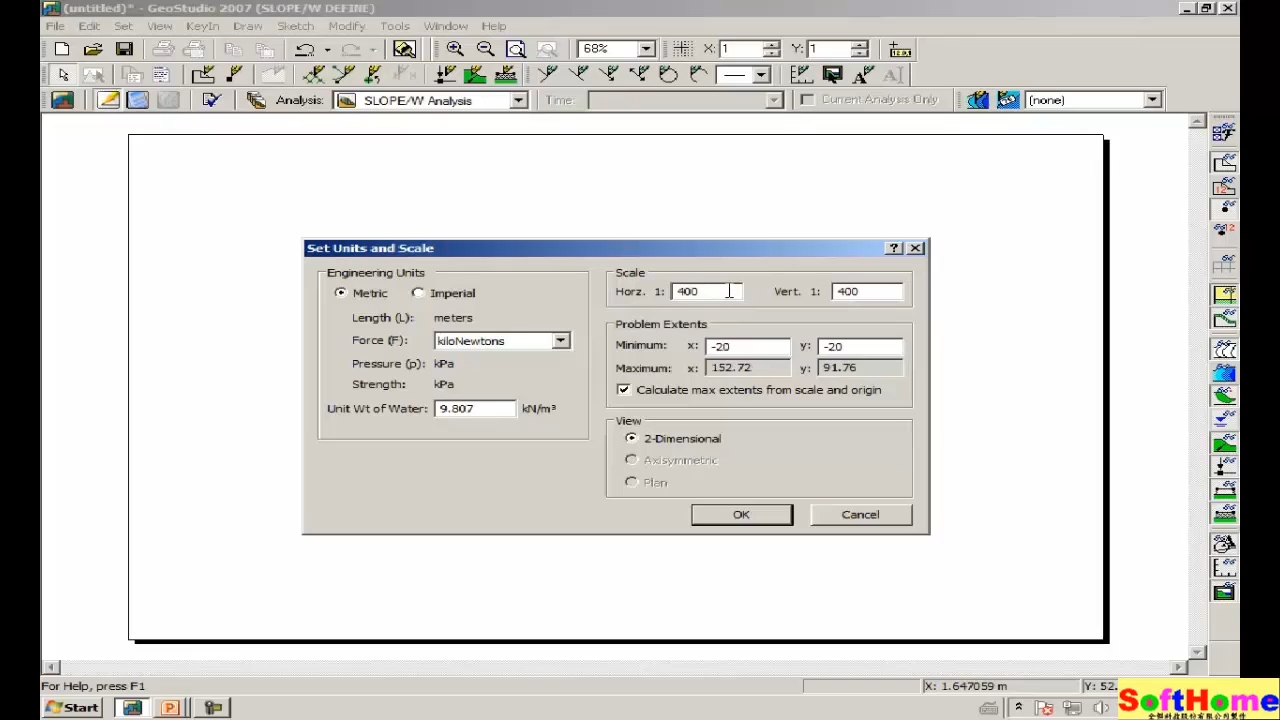 (untitled)* - GeoStudio 2007 (SLOPE/W DEFINE)
File Edit Set View KeyIn Draw Sketch Modify Tools Window Help
68% X: 1 Y: 1
Analysis: SLOPE/W Analysis Time: Current Analysis Only (none)
Set Units and Scale
Engineering Units
Metric Imperial
Length (L): meters
Force (F): kiloNewtons
Pressure (p): kPa
Strength: kPa
Unit Wt of Water: 9.807 kN/m³
Scale
Horz. 1: 400 Vert. 1: 400
Problem Extents
Minimum: x: -20 y: -20
Maximum: x: 152.72 y: 91.76
Calculate max extents from scale and origin
View
2-Dimensional
Axisymmetric
Plan
OK Cancel
For Help, press F1 X: 1.647059 m Y: 52.
Start
SoftHome